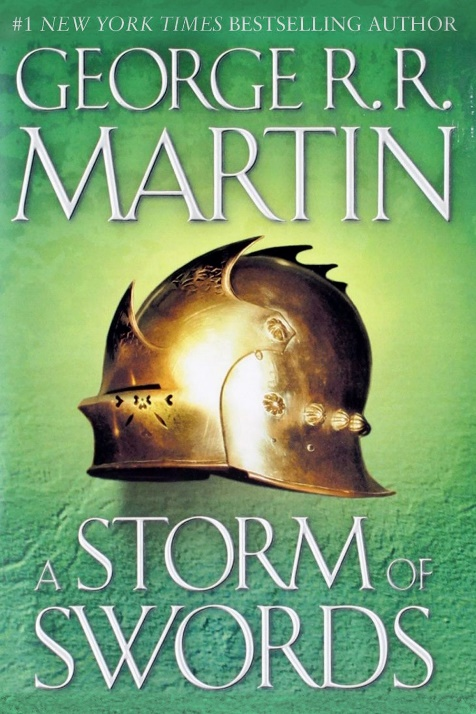 #1 NEW YORK TIMES BESTSELLING AUTHOR
GEORGE R. R.
MARTIN
A STORM OF
SWORDS